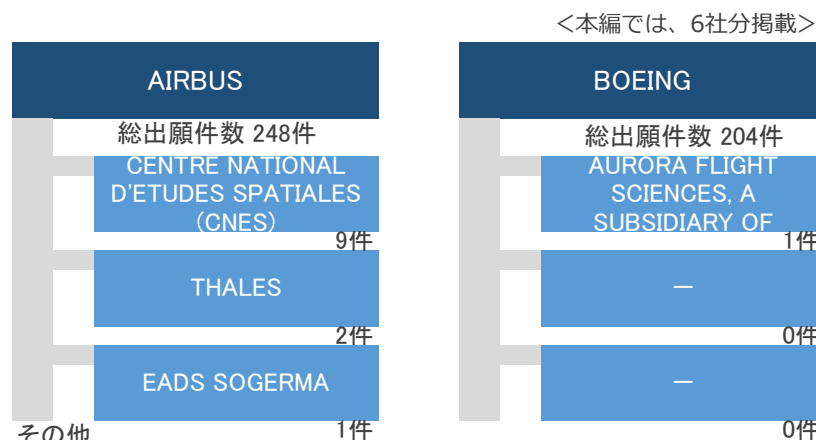 ＜本編では、6社分掲載＞
AIRBUS
総出願件数 248件
CENTRE NATIONAL
D'ETUDES SPATIALES
(CNES)
9件
THALES
2件
EADS SOGERMA
1件
その他
BOEING
総出願件数 204件
AURORA FLIGHT
SCIENCES, A
SUBSIDIARY OF
1件
－
0件
－
0件